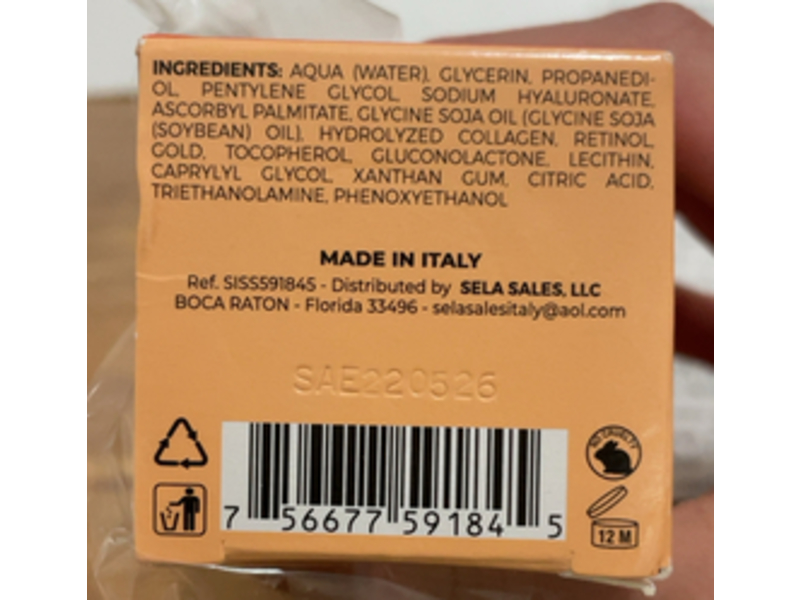 INGREDIENTS: AQUA (WATER), GLYCERIN, PROPANEDI-
OL, PENTYLENE GLYCOL, SODIUM HYALURONATE,
ASCORBYL PALMITATE, GLYCINE SOJA OIL (GLYCINE SOJA
(SOYBEAN) OIL), HYDROLYZED COLLAGEN, RETINOL,
GOLD, TOCOPHEROL, GLUCONOLACTONE, LECITHIN,
CAPRYLYL GLYCOL, XANTHAN GUM, CITRIC ACID,
TRIETHANOLAMINE, PHENOXYETHANOL
MADE IN ITALY
Ref. SISS591845 - Distributed by SELA SALES, LLC
BOCA RATON - Florida 33496 - selasalesitaly@aol.com
SAE220526
NO CRUELTY
7 56677 59184 5
12 M